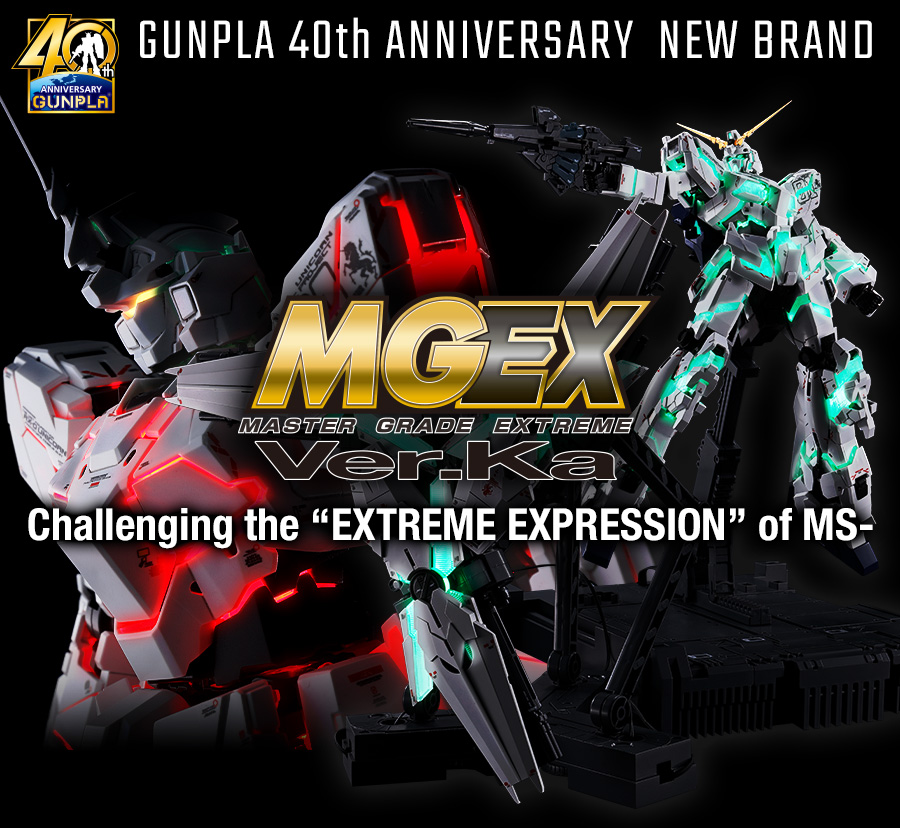 40th
ANNIVERSARY
GUNPLA
GUNPLA 40th ANNIVERSARY NEW BRAND
UNICORN
MGEX
MASTER GRADE EXTREME
Ver.Ka
Challenging the “EXTREME EXPRESSION” of MS-